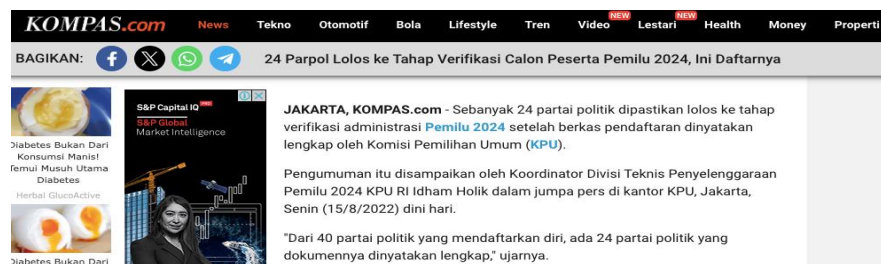 KOMPAS.com News Tekno Otomotif Bola Lifestyle Tren Video NEW Lestari NEW Health Money Properti
BAGIKAN: 24 Parpol Lolos ke Tahap Verifikasi Calon Peserta Pemilu 2024, Ini Daftarnya
Diabetes Bukan Dari
Konsumsi Manis!
Temui Musuh Utama
Diabetes
Herbal GlucoActive
Diabetes Bukan Dari
S&P Capital IQ PRO
S&P Global
Market Intelligence
JAKARTA, KOMPAS.com - Sebanyak 24 partai politik dipastikan lolos ke tahap
verifikasi administrasi Pemilu 2024 setelah berkas pendaftaran dinyatakan
lengkap oleh Komisi Pemilihan Umum (KPU).
Pengumuman itu disampaikan oleh Koordinator Divisi Teknis Penyelenggaraan
Pemilu 2024 KPU RI Idham Holik dalam jumpa pers di kantor KPU, Jakarta,
Senin (15/8/2022) dini hari.
"Dari 40 partai politik yang mendaftarkan diri, ada 24 partai politik yang
dokumennya dinyatakan lengkap," ujarnya.